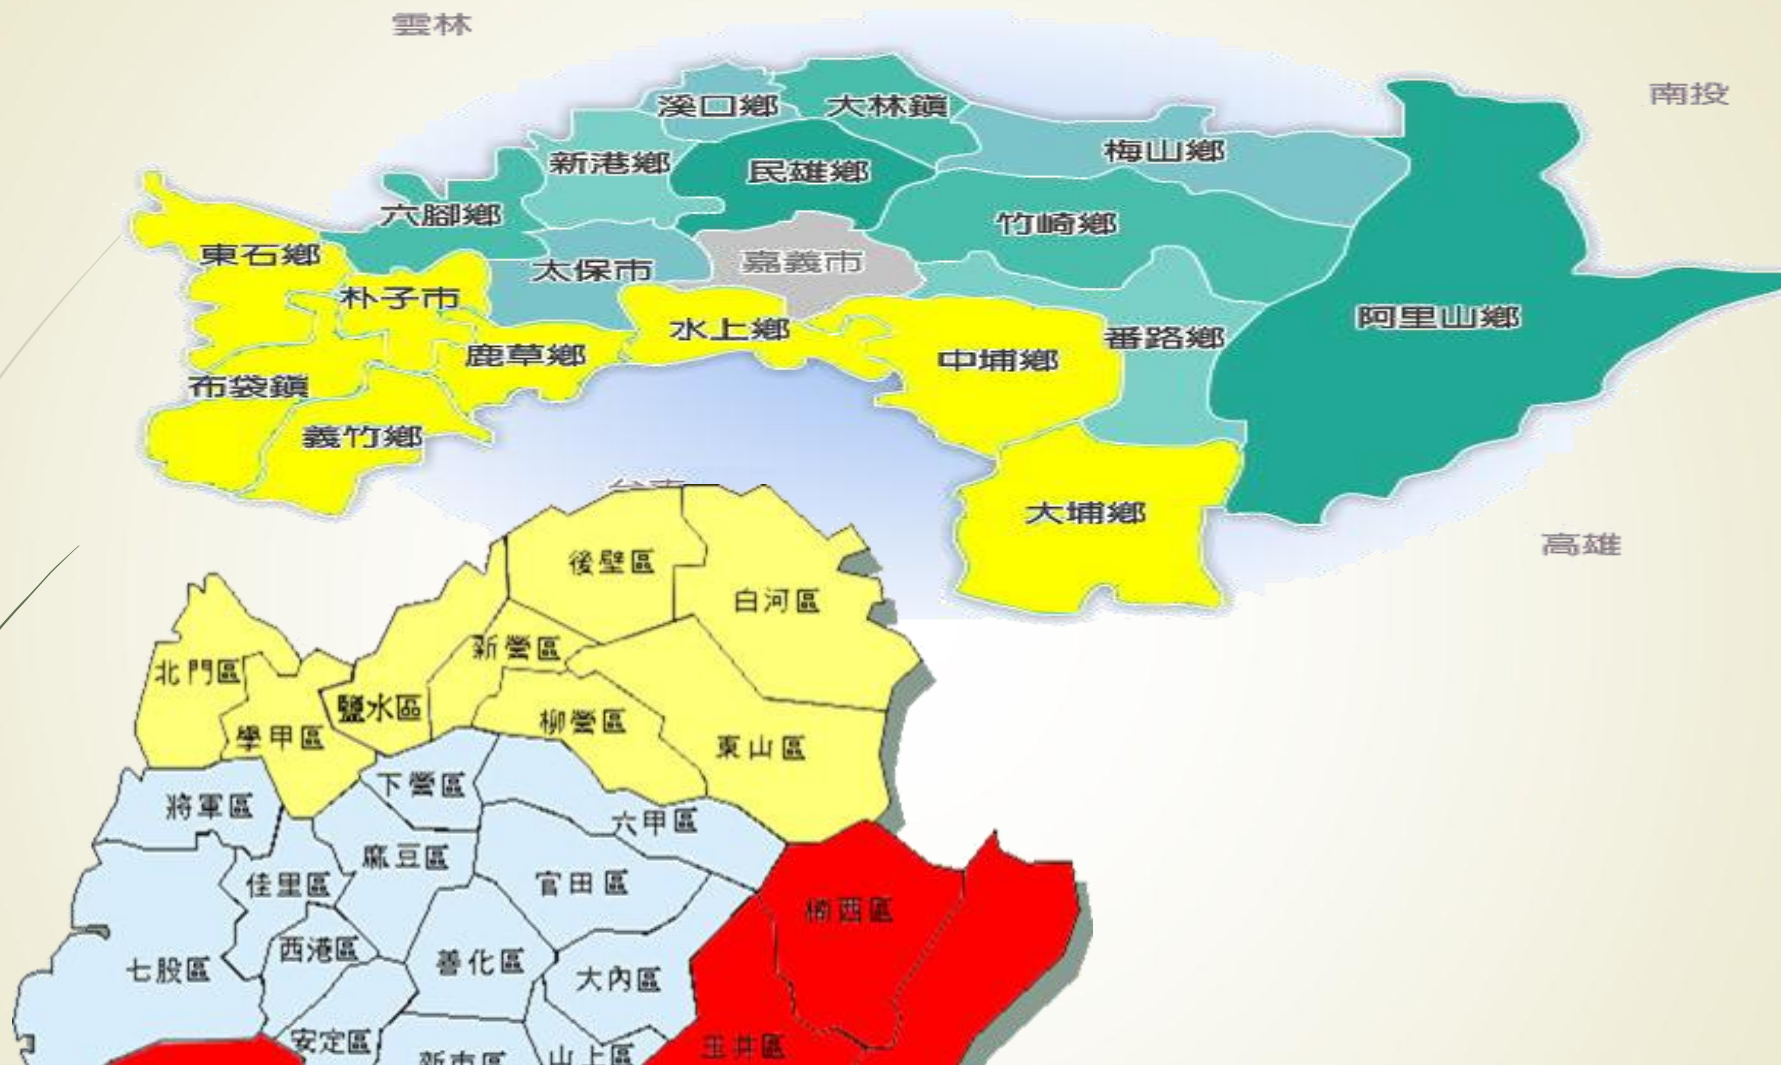 雲林
南投
溪口鄉
大林鎮
新港鄉
民雄鄉
梅山鄉
六腳鄉
竹崎鄉
東石鄉
太保市
嘉義市
朴子市
水上鄉
阿里山鄉
鹿草鄉
中埔鄉
番路鄉
布袋鎮
義竹鄉
大埔鄉
高雄
後壁區
白河區
新營區
北門區
鹽水區
學甲區
柳營區
東山區
下營區
將軍區
六甲區
麻豆區
佳里區
官田區
楠西區
西港區
善化區
七股區
大內區
安定區
玉井區
山上區